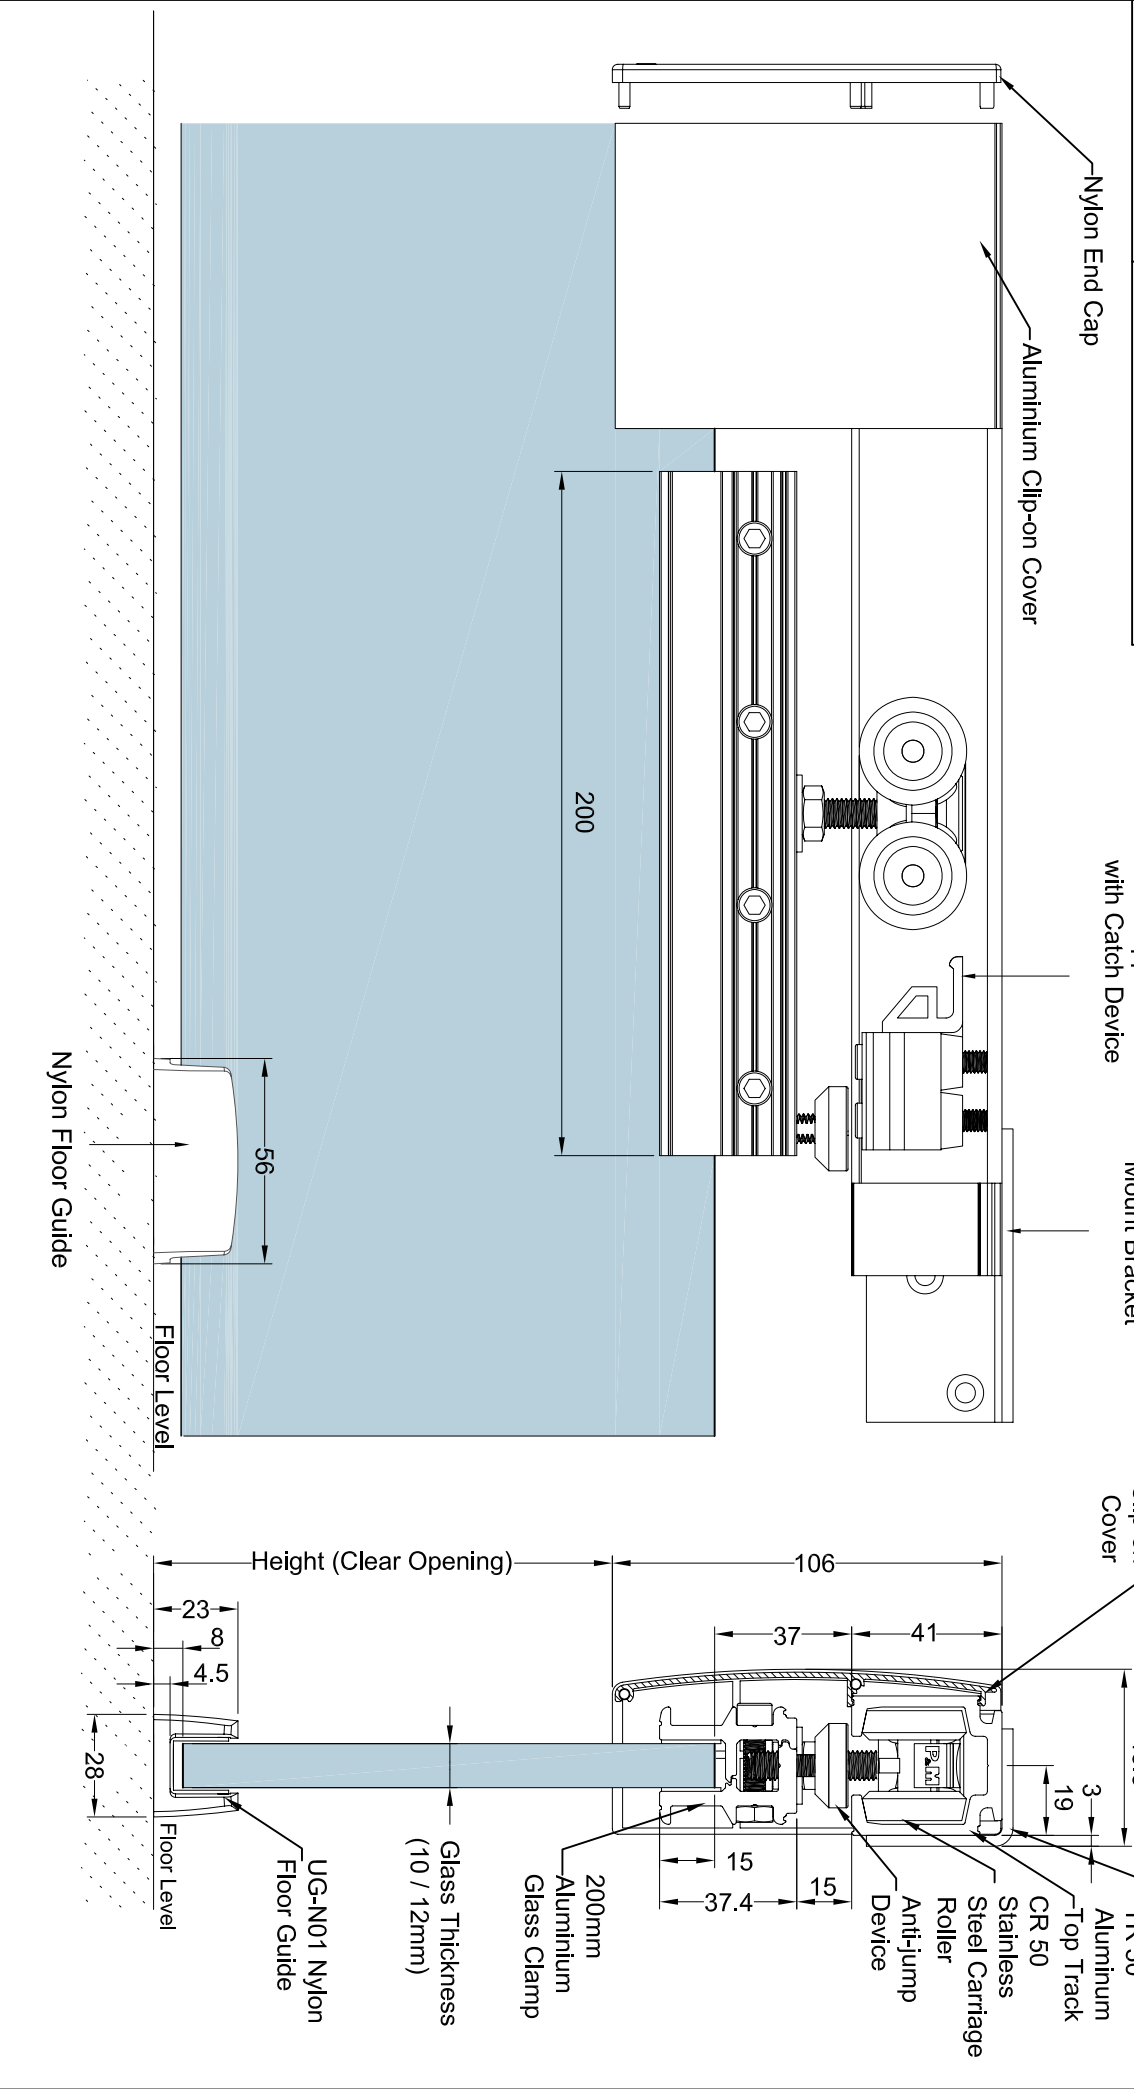 Nylon End Cap
Aluminium Clip-on Cover
with Catch Device
Mount Bracket
200
56
Nylon Floor Guide
Floor Level
Cover
Height (Clear Opening)
106
37
41
23
8
4.5
28
3
19
P&M
15
37.4
15
Aluminum
Top Track
CR 50
Stainless
Steel Carriage
Roller
Anti-jump
Device
200mm
Aluminium
Glass Clamp
Glass Thickness
(10 / 12mm)
UG-N01 Nylon
Floor Guide
Floor Level